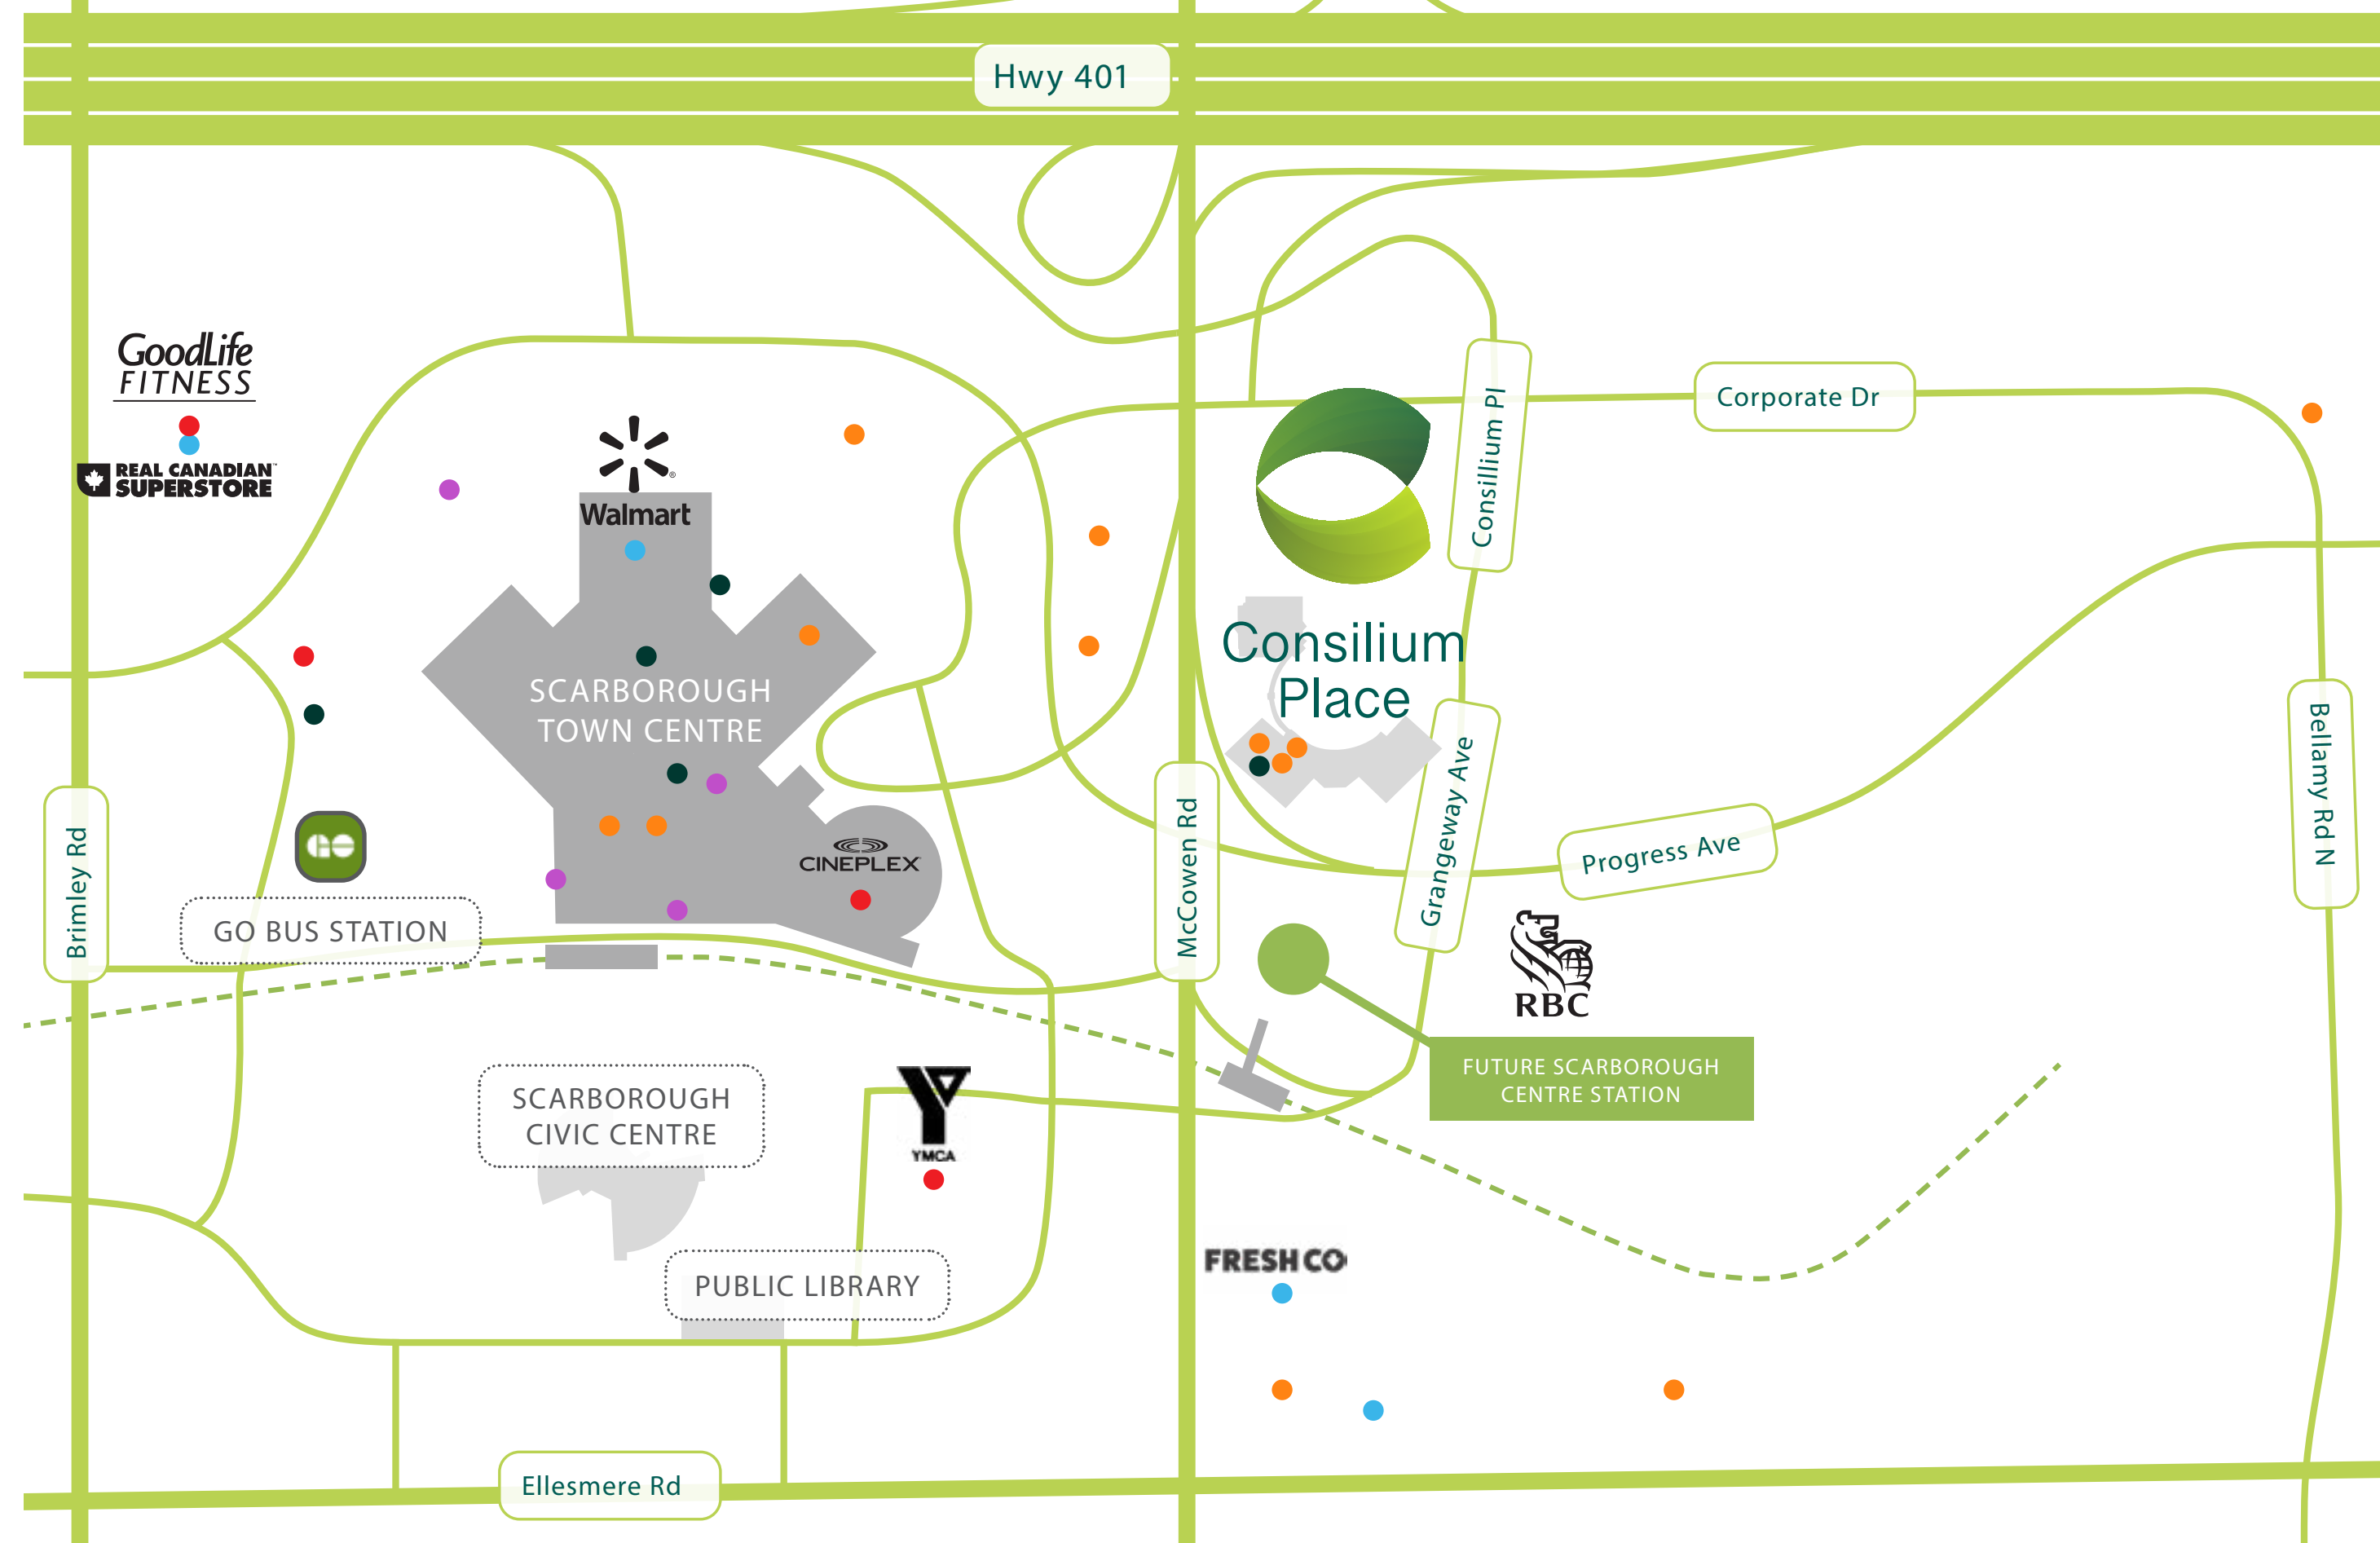 Hwy 401
GoodLife
FITNESS
REAL CANADIAN
SUPERSTORE
Walmart
Corporate Dr
Consillium Pl
Consilium
Place
SCARBOROUGH
TOWN CENTRE
CINEPLEX
GO BUS STATION
Brimley Rd
McCowen Rd
Grangeway Ave
Progress Ave
Bellamy Rd N
RBC
FUTURE SCARBOROUGH
CENTRE STATION
SCARBOROUGH
CIVIC CENTRE
YMCA
PUBLIC LIBRARY
FRESHCO
Ellesmere Rd